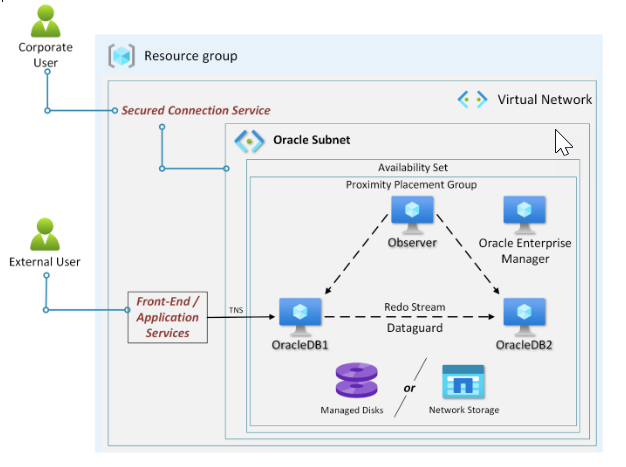 Corporate
User
Resource group
Virtual Network
Secured Connection Service
Oracle Subnet
Availability Set
Proximity Placement Group
Observer
Oracle Enterprise
Manager
External User
Front-End /
Application
Services
TNS
OracleDB1
Redo Stream
Dataguard
OracleDB2
or
Managed Disks
Network Storage